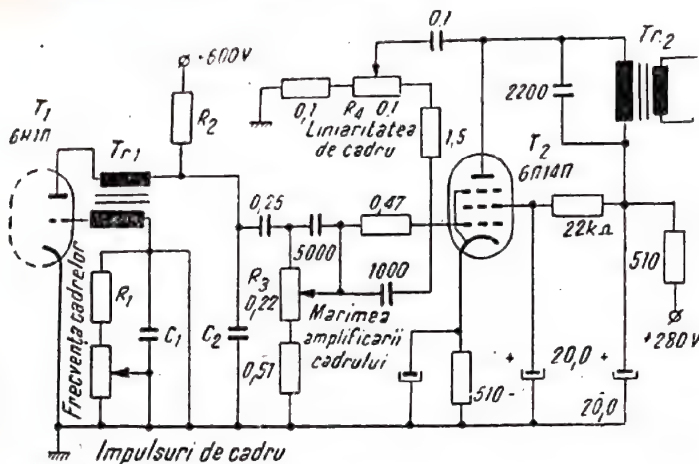 +600V
T1
6Н1П
Tr1
R2
0,1
0,1
R4
0.1
Liniaritatea
de cadru
1,5
2200
Tr2
T2
6П14П
0,25
5000
0,47
22kΩ
510
+280V
R3
0,22
1000
Marimea
amplificarii
cadrului
0,51
R1
Frecvența cadrelor
C1
C2
510
+
20,0
+
20,0
Impulsuri de cadru